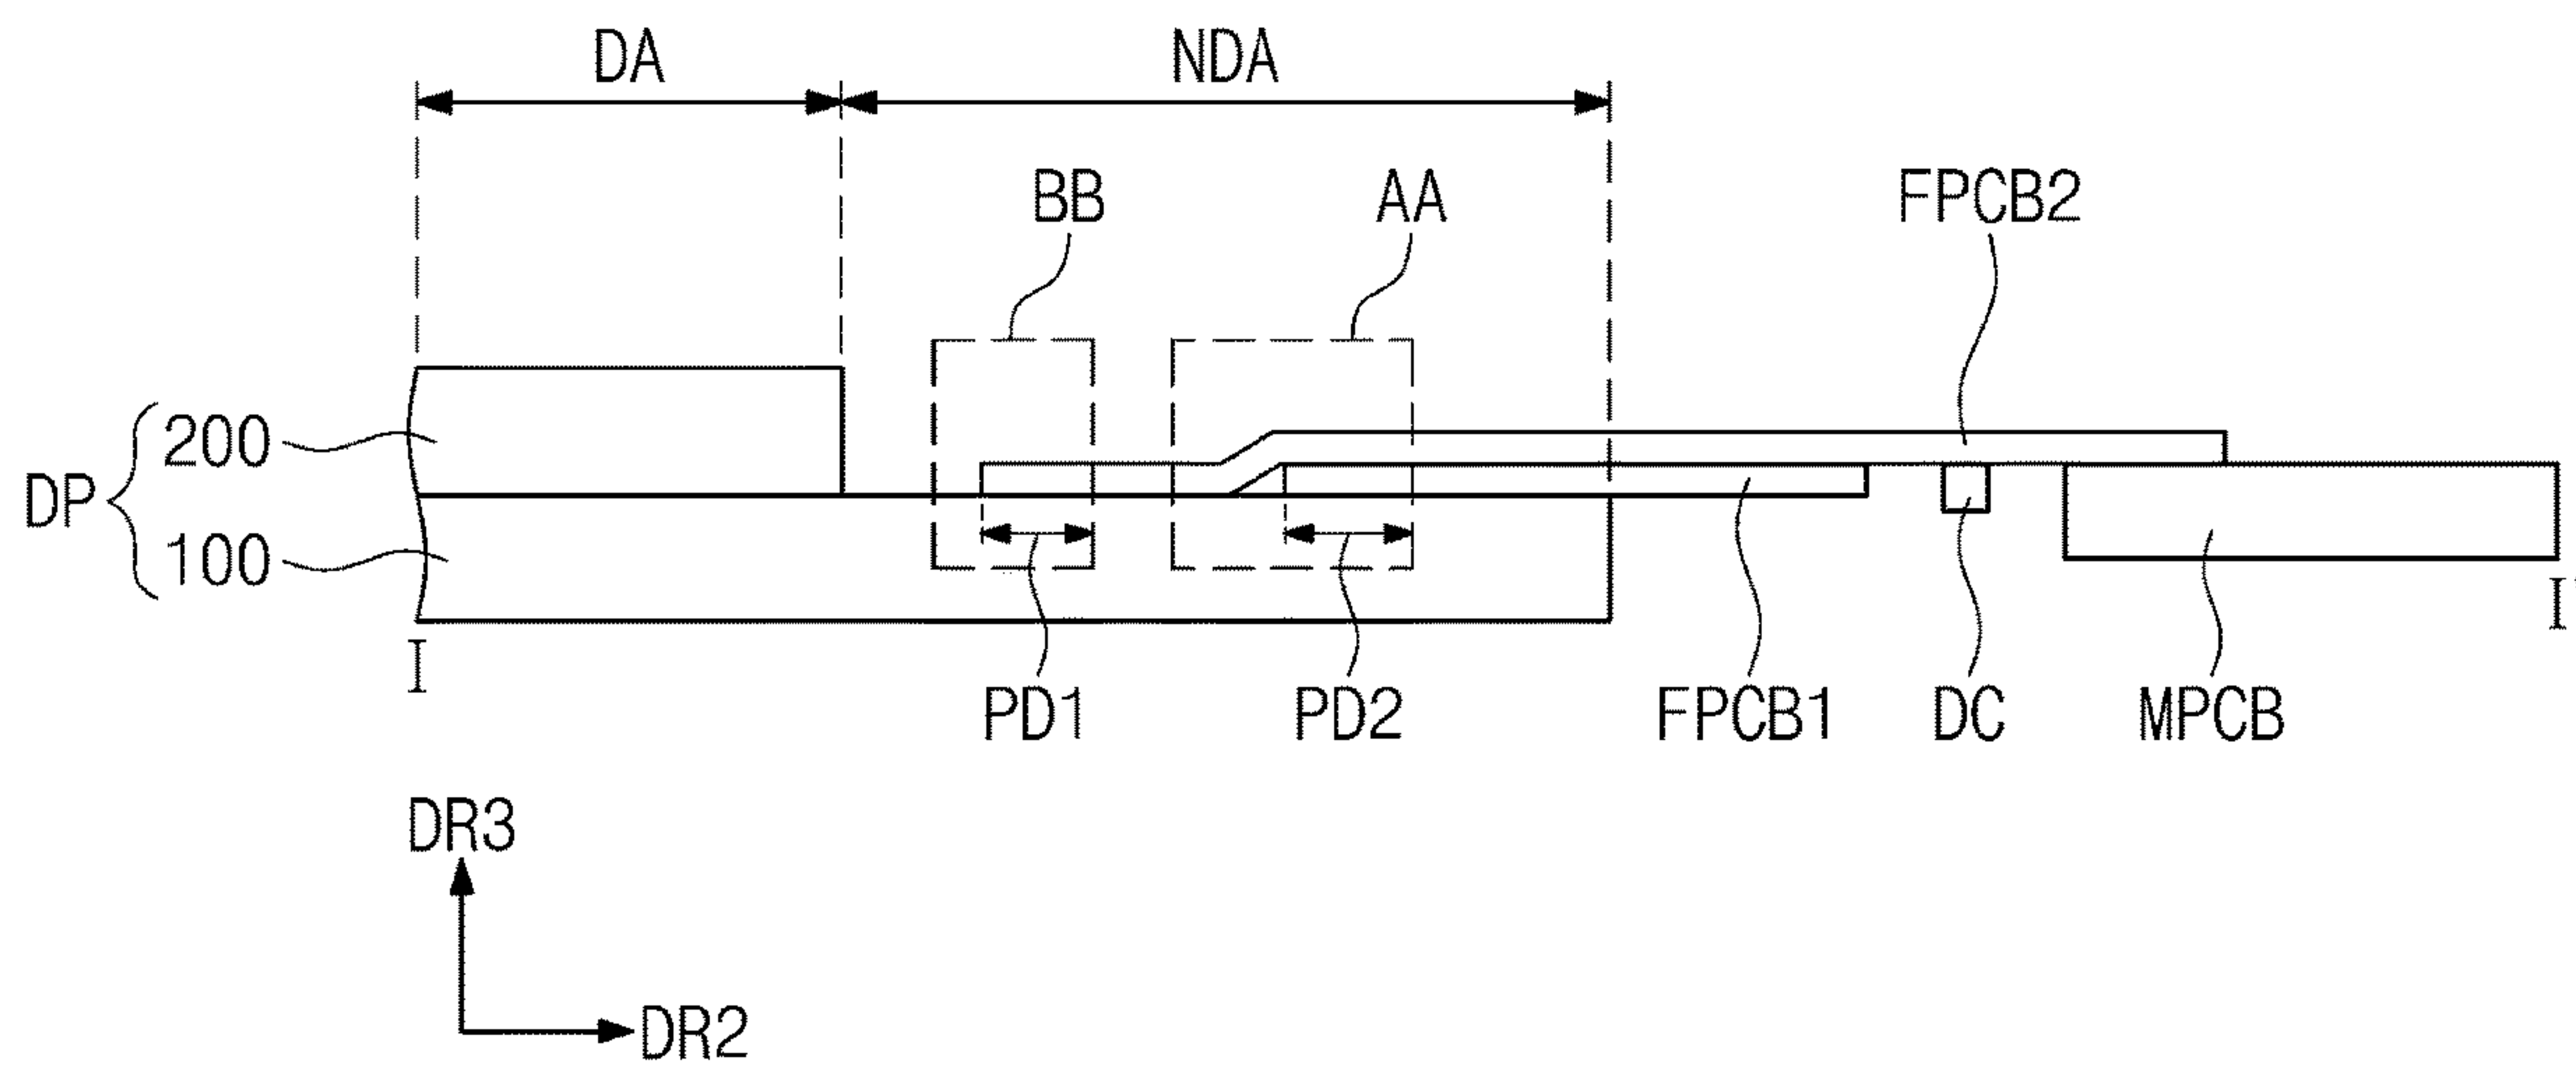 DA NDA
BB AA FPCB2
200
DP
100
I'
I
PD1 PD2 FPCB1 DC MPCB
DR3
DR2